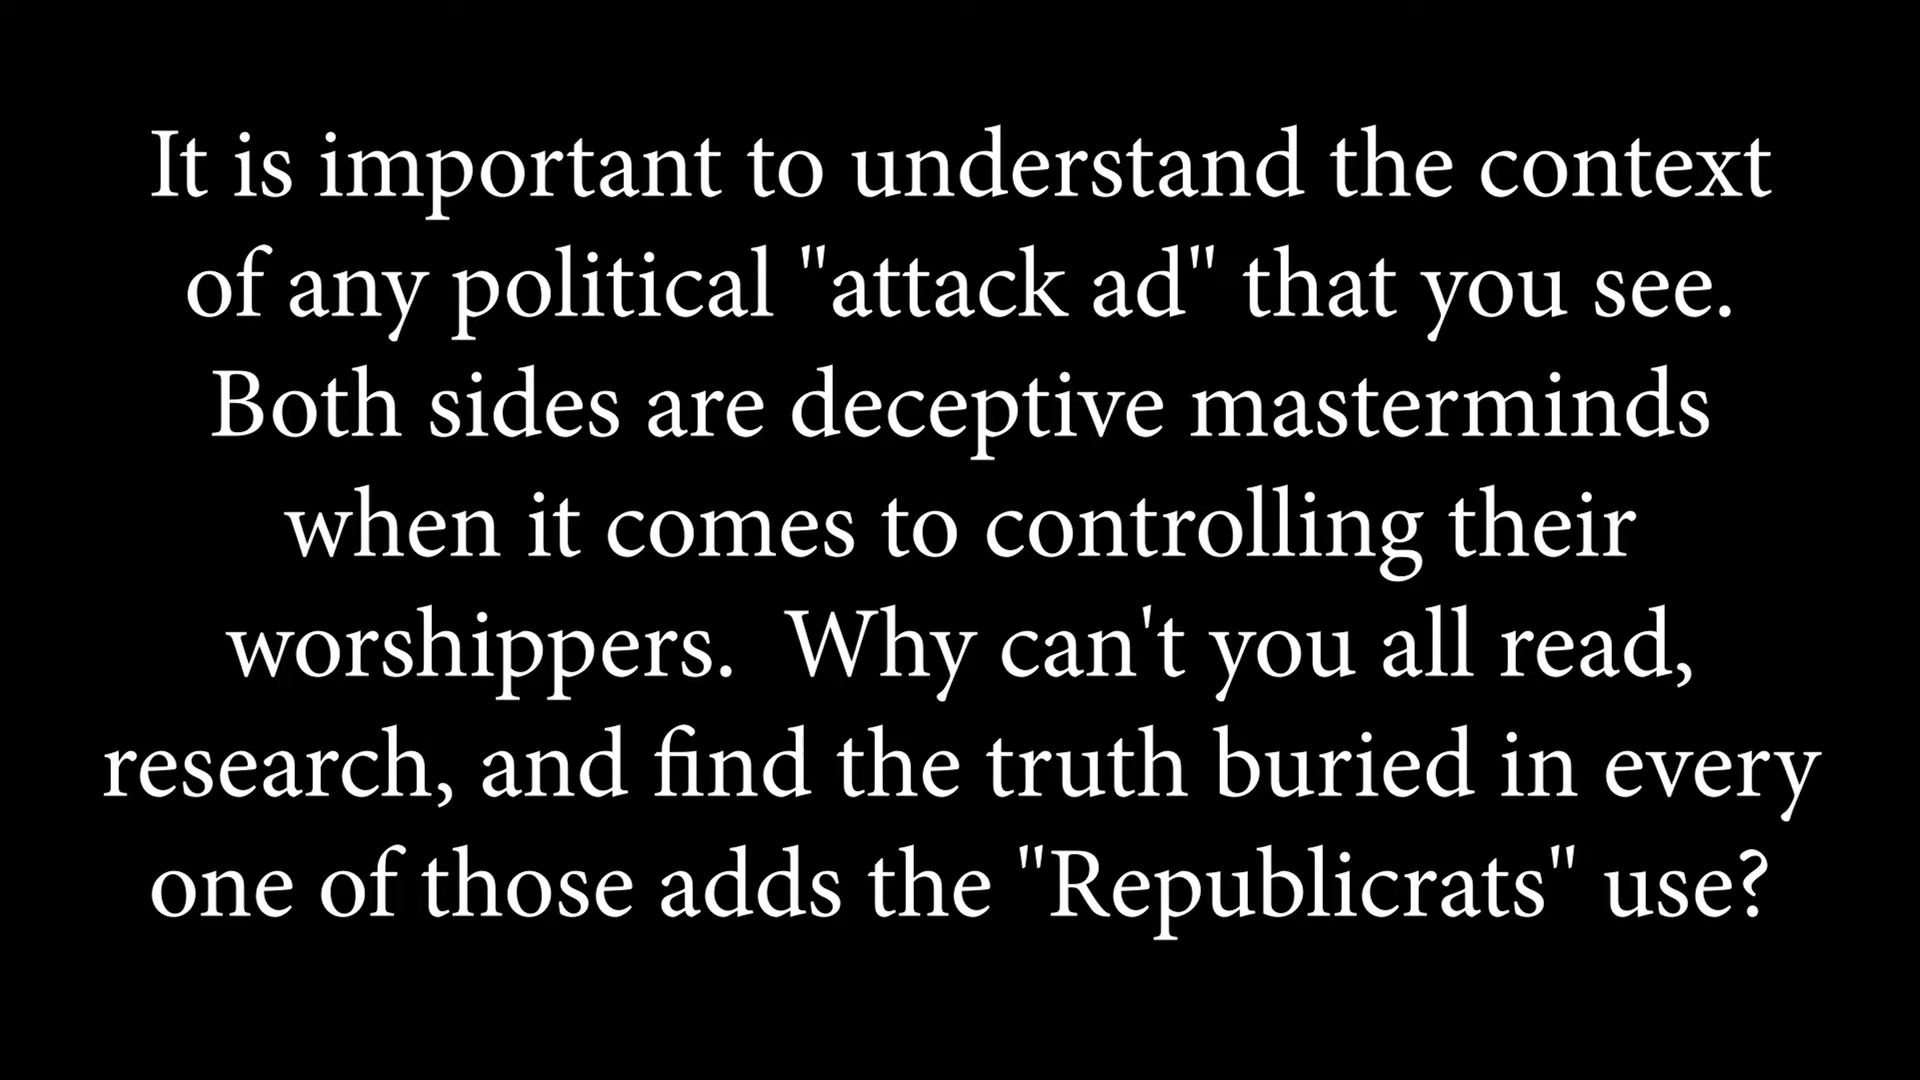 It is important to understand the context
of any political "attack ad" that you see.
Both sides are deceptive masterminds
when it comes to controlling their
worshippers.  Why can't you all read,
research, and find the truth buried in every
one of those adds the "Republicrats" use?